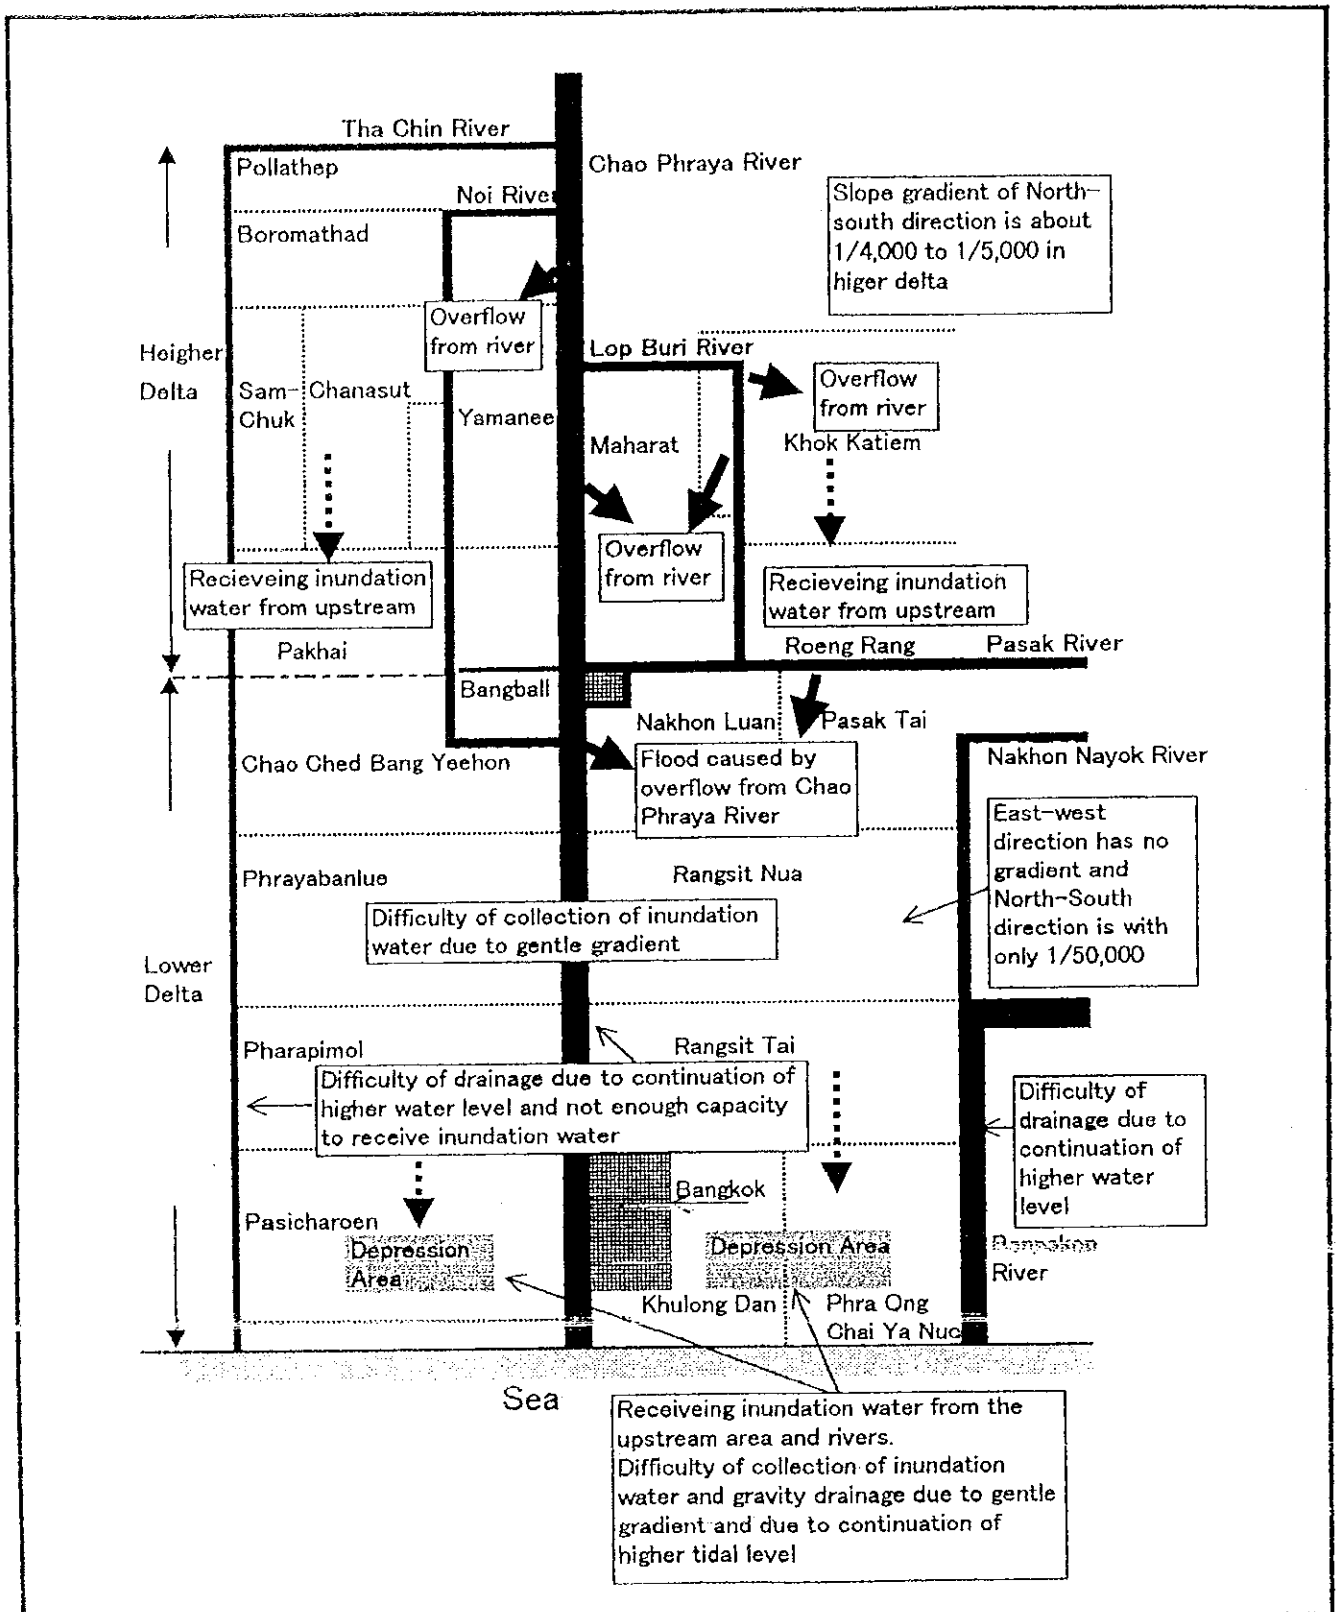 Tha Chin River
Pollathep
Chao Phraya River
Noi River
Slope gradient of North-
south direction is about
1/4,000 to 1/5,000 in
higer delta
Boromathad
Overflow
from river
Heigher
Delta
Lop Buri River
Overflow
from river
Sam-
Chuk
Chanasut
Yamanee
Maharat
Khok Katiem
Overflow
from river
Recieveing inundation
water from upstream
Recieveing inundation
water from upstream
Pakhai
Roeng Rang
Pasak River
Bangball
Nakhon Luan
Pasak Tai
Chao Ched Bang Yeehon
Flood caused by
overflow from Chao
Phraya River
Nakhon Nayok River
East-west
direction has no
gradient and
North-South
direction is with
only 1/50,000
Phrayabanlue
Rangsit Nua
Difficulty of collection of inundation
water due to gentle gradient
Lower
Delta
Pharapimol
Rangsit Tai
Difficulty of drainage due to continuation of
higher water level and not enough capacity
to receive inundation water
Difficulty of
drainage due to
continuation of
higher water
level
Bangkok
Pasicharoen
Depression
Area
Depression Area
River
Khulong Dan
Phra Ong
Chai Ya Nuc
Sea
Receiveing inundation water from the
upstream area and rivers.
Difficulty of collection of inundation
water and gravity drainage due to gentle
gradient and due to continuation of
higher tidal level